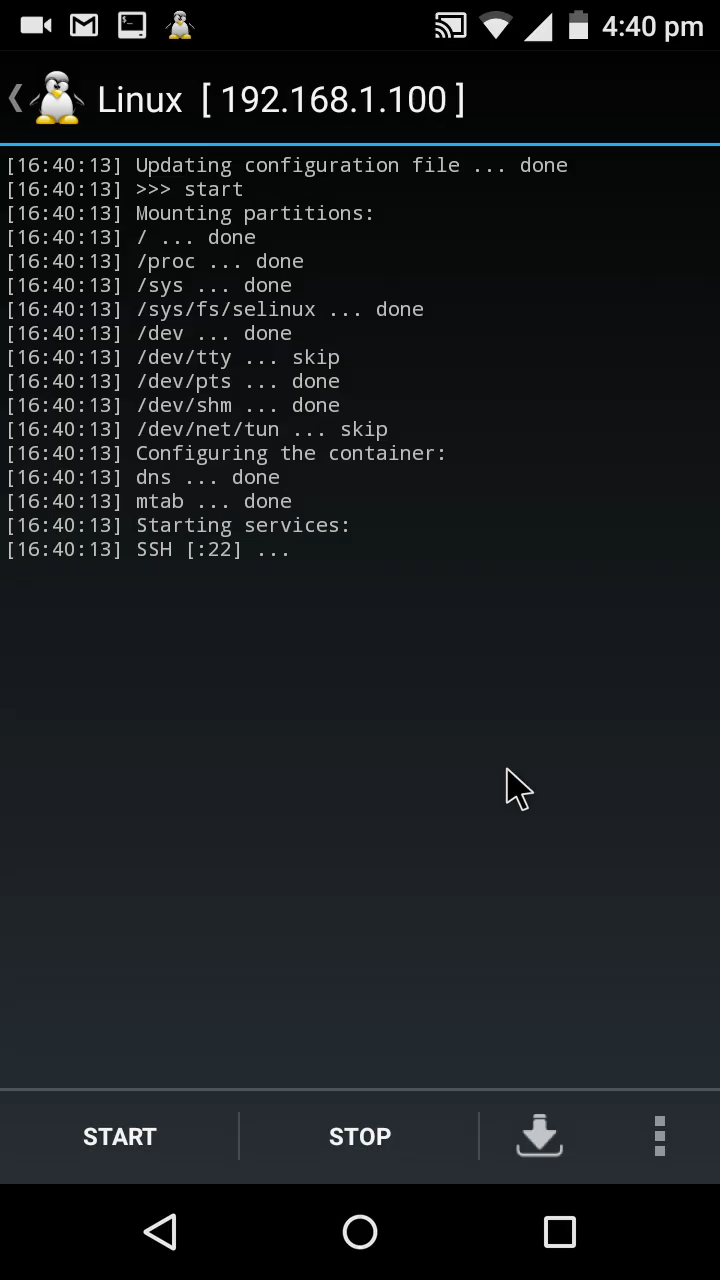 4:40 pm
Linux [ 192.168.1.100 ]
[16:40:13] Updating configuration file ... done
[16:40:13] >>> start
[16:40:13] Mounting partitions:
[16:40:13] / ... done
[16:40:13] /proc ... done
[16:40:13] /sys ... done
[16:40:13] /sys/fs/selinux ... done
[16:40:13] /dev ... done
[16:40:13] /dev/tty ... skip
[16:40:13] /dev/pts ... done
[16:40:13] /dev/shm ... done
[16:40:13] /dev/net/tun ... skip
[16:40:13] Configuring the container:
[16:40:13] dns ... done
[16:40:13] mtab ... done
[16:40:13] Starting services:
[16:40:13] SSH [:22] ...
START STOP